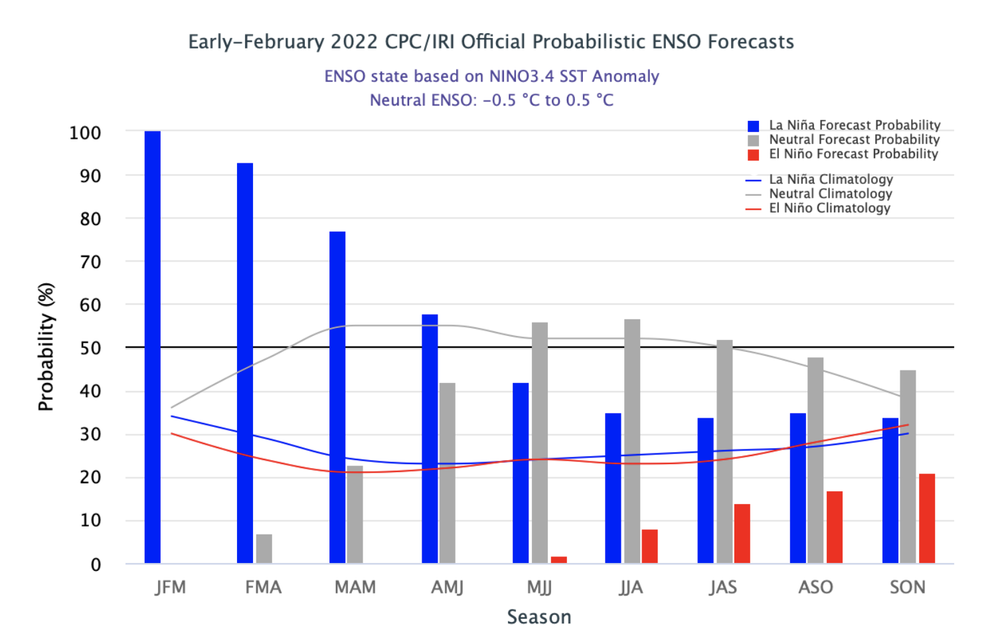 Early-February 2022 CPC/IRI Official Probabilistic ENSO Forecasts
ENSO state based on NINO3.4 SST Anomaly
Neutral ENSO: -0.5 °C to 0.5 °C
La Niña Forecast Probability
Neutral Forecast Probability
El Niño Forecast Probability
La Niña Climatology
Neutral Climatology
El Niño Climatology
Probability (%)
100
90
80
70
60
50
40
30
20
10
0
JFM FMA MAM AMJ MJJ JJA JAS ASO SON
Season